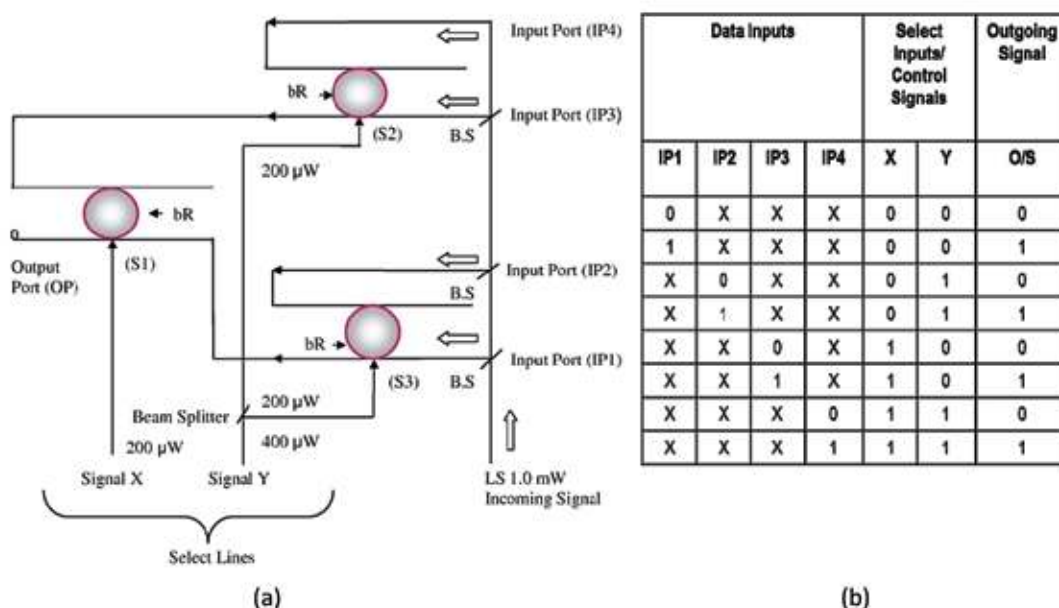 Input Port (IP4)
bR
(S2)
Input Port (IP3)
B.S
200 µW
bR
(S1)
Output
Port (OP)
Input Port (IP2)
B.S
bR
Input Port (IP1)
(S3)
B.S
200 µW
Beam Splitter
200 µW
400 µW
Signal X
Signal Y
LS 1.0 mW
Incoming Signal
Select Lines
(a)
Data Inputs Select Inputs/ Control Signals Outgoing Signal
IP1 IP2 IP3 IP4 X Y O/S
0 X X X 0 0 0
1 X X X 0 0 1
X 0 X X 0 1 0
X 1 X X 0 1 1
X X 0 X 1 0 0
X X 1 X 1 0 1
X X X 0 1 1 0
X X X 1 1 1 1
(b)